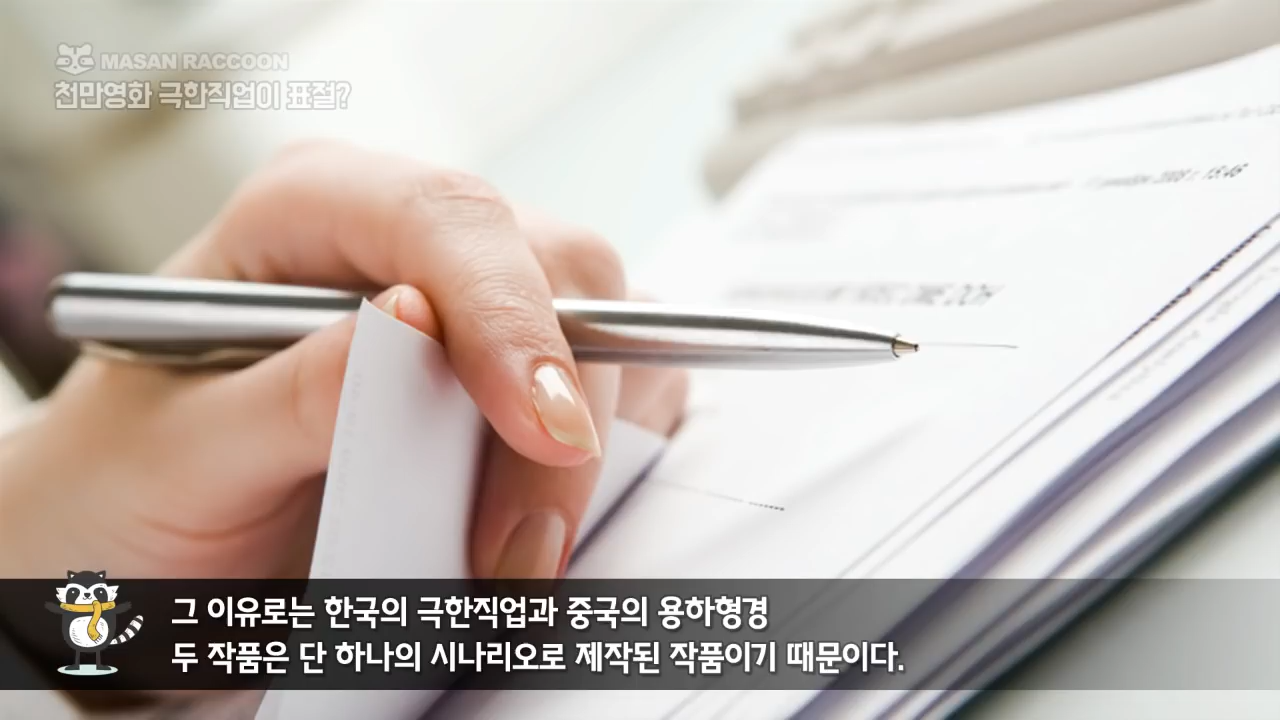 MASAN RACCOON
천만영화 극한직업이 표절?
15:46
그 이유로는 한국의 극한직업과 중국의 용하형경
두 작품은 단 하나의 시나리오로 제작된 작품이기 때문이다.